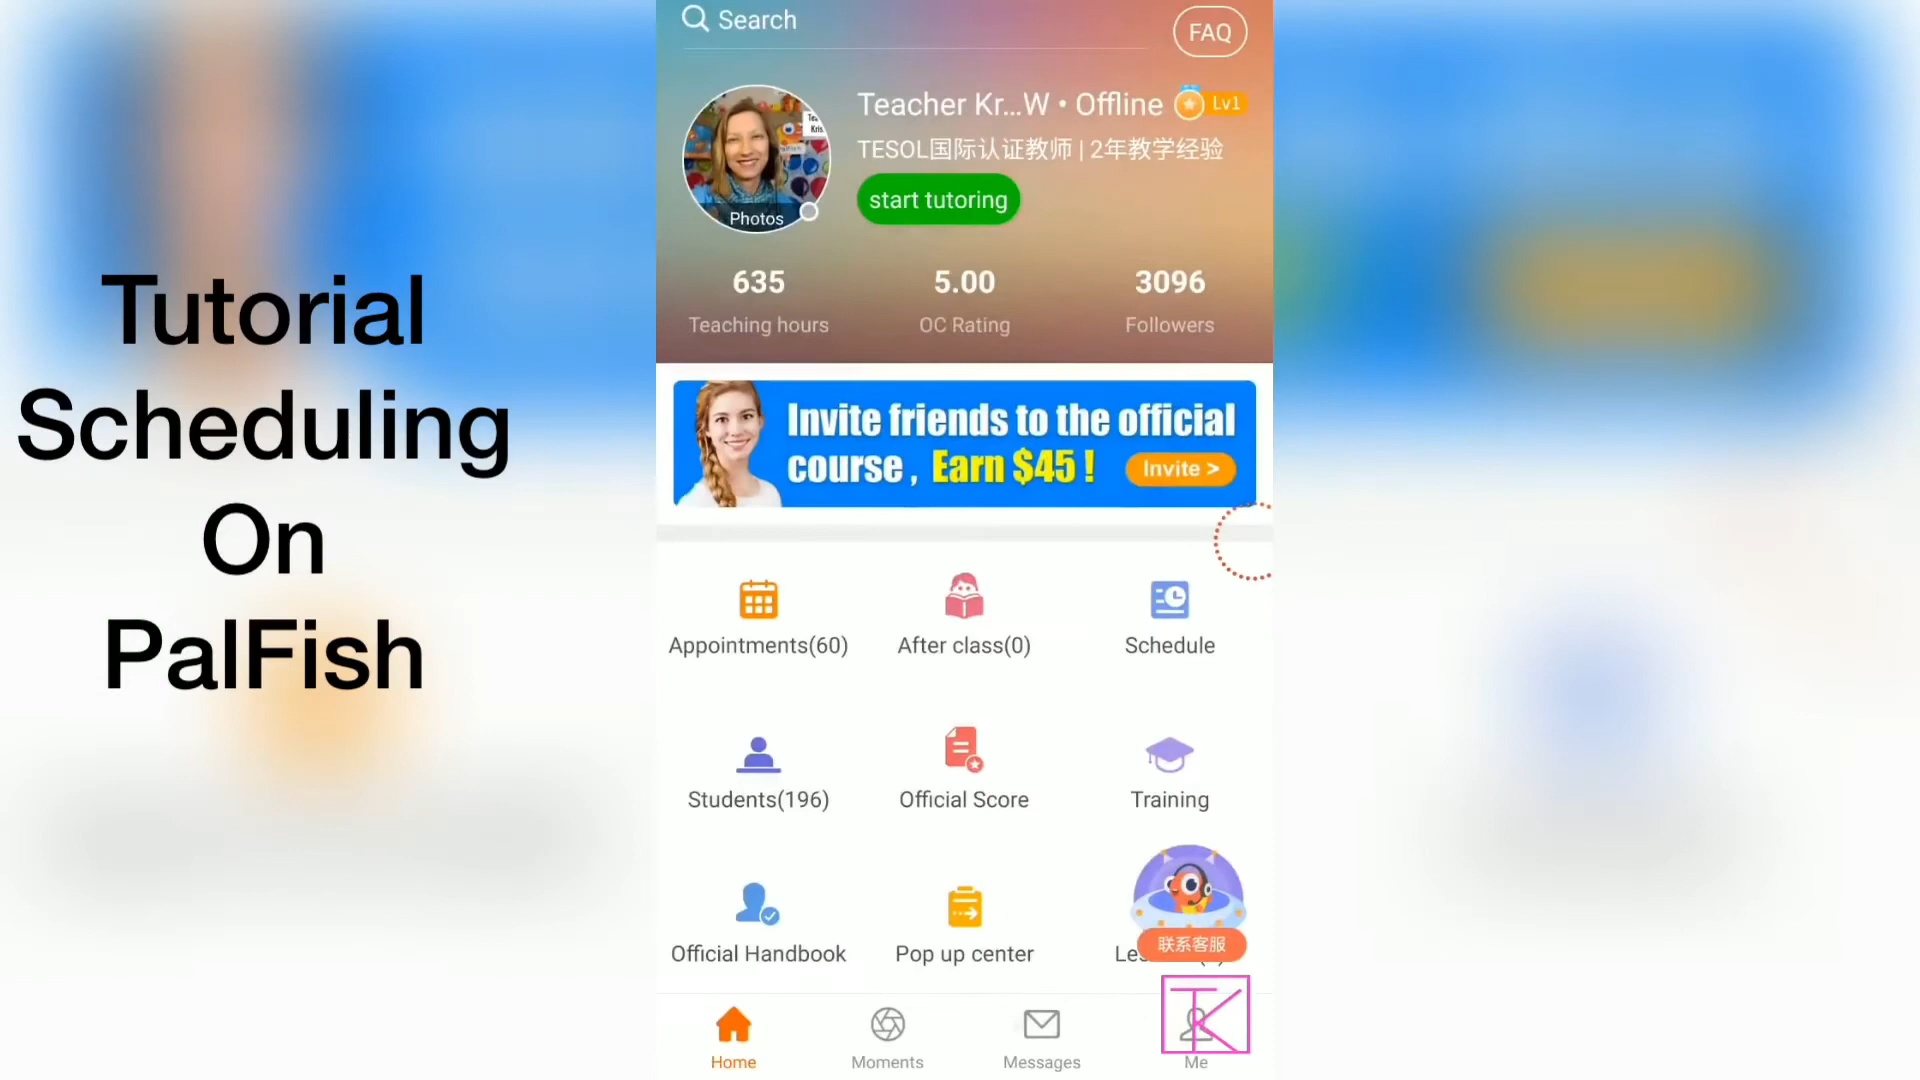 Tutorial
Scheduling
On
PalFish
Search
FAQ
Teacher Kr...W • Offline
Lv1
TESOL国际认证教师 | 2年教学经验
start tutoring
Photos
635
5.00
3096
Teaching hours
OC Rating
Followers
Invite friends to the official
course , Earn $45 !
Invite >
Appointments(60)
After class(0)
Schedule
Students(196)
Official Score
Training
Official Handbook
Pop up center
联系客服
TK
Home
Moments
Messages
Me